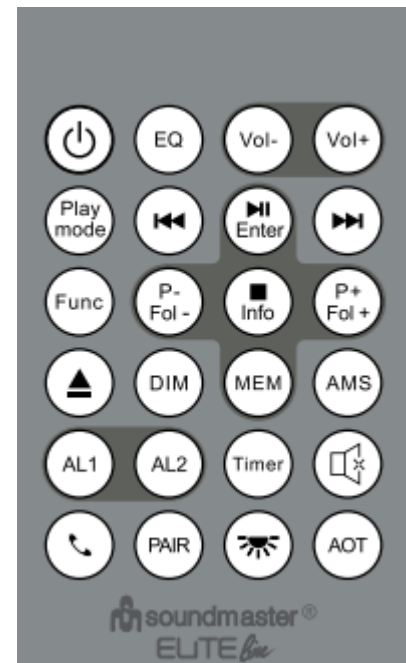 EQ
Vol-
Vol+
Play
mode
Enter
Func
P-
Fol -
Info
P+
Fol +
DIM
MEM
AMS
AL1
AL2
Timer
PAIR
AOT
soundmaster ®
ELITE line